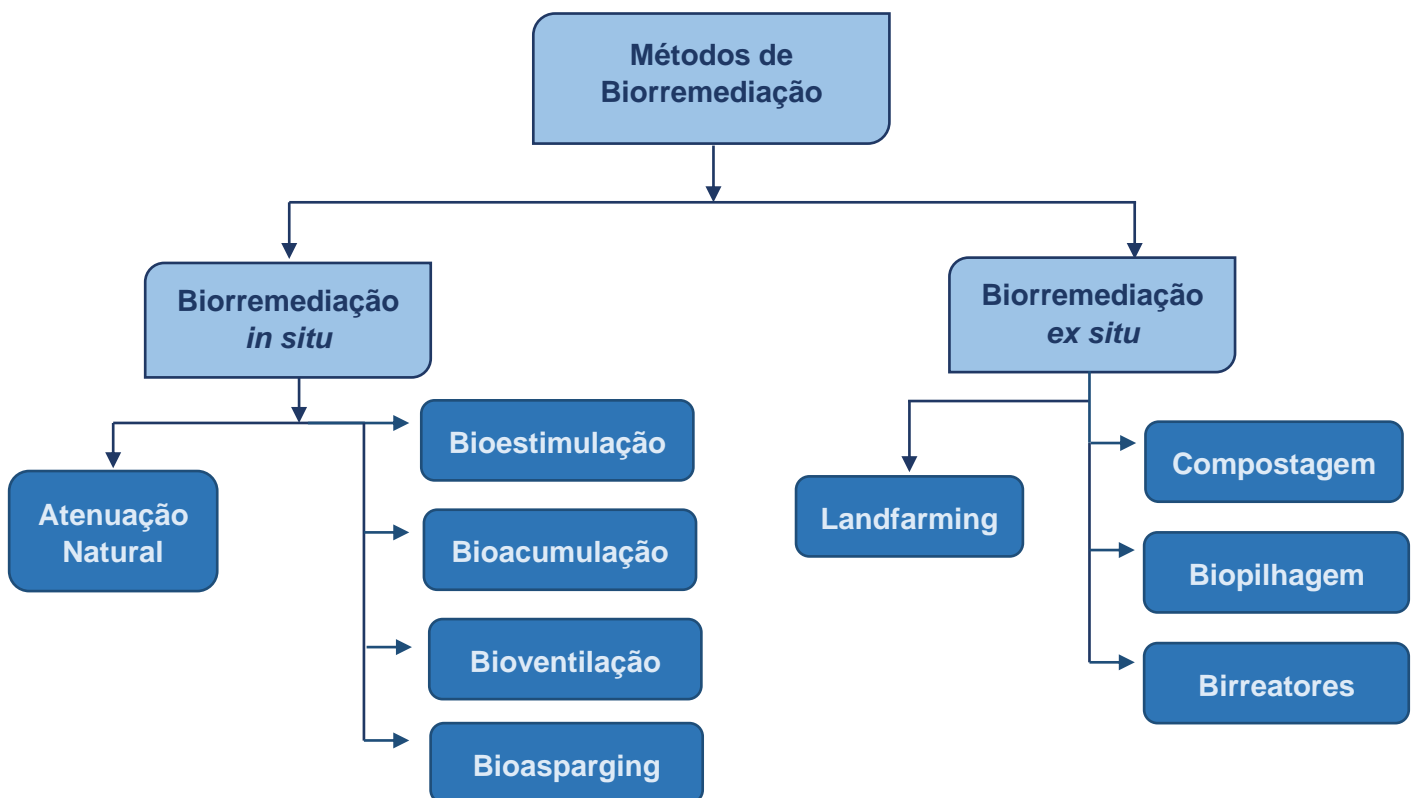 Métodos de
Biorremediação
Biorremediação
in situ
Biorremediação
ex situ
Atenuação
Natural
Bioestimulação
Bioacumulação
Bioventilação
Bioasparging
Landfarming
Compostagem
Biopilhagem
Birreatores